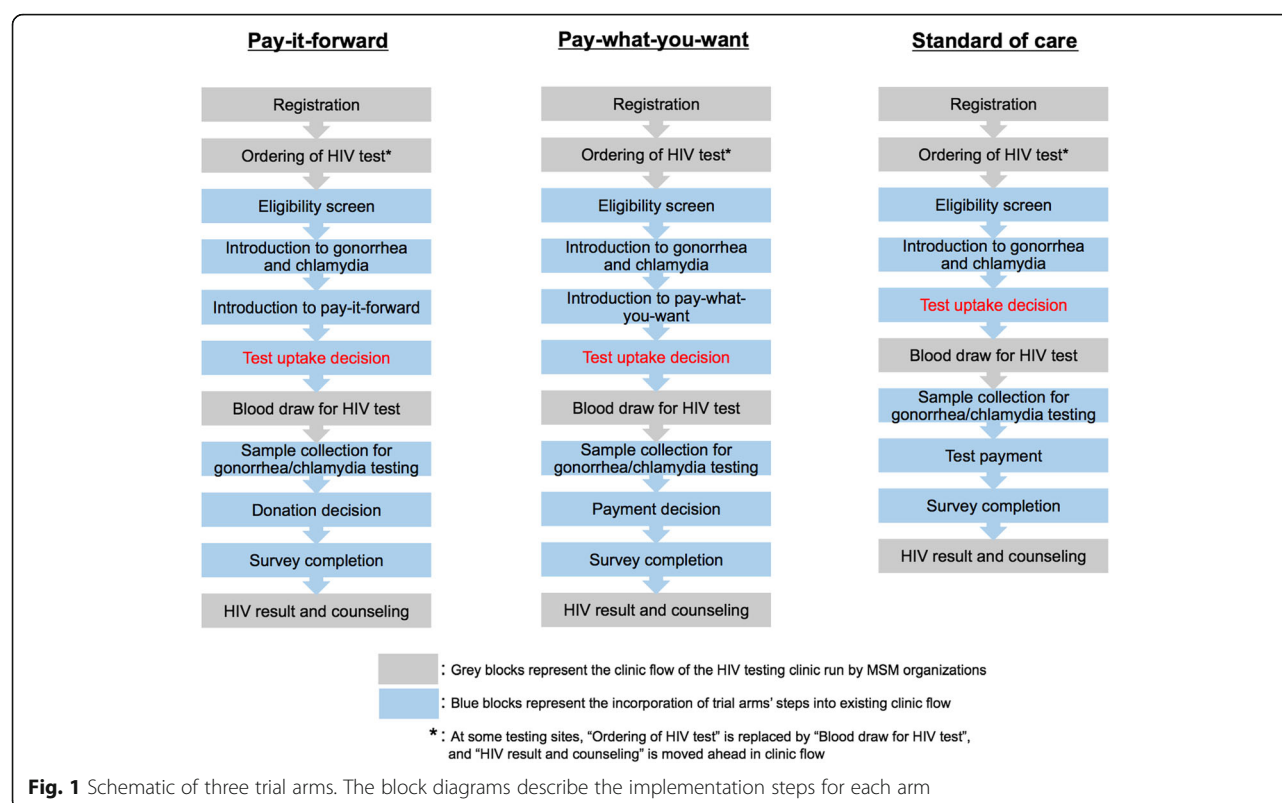 Pay-it-forward
Registration
Ordering of HIV test*
Eligibility screen
Introduction to gonorrhea
and chlamydia
Introduction to pay-it-forward
Test uptake decision
Blood draw for HIV test
Sample collection for
gonorrhea/chlamydia testing
Donation decision
Survey completion
HIV result and counseling
Pay-what-you-want
Registration
Ordering of HIV test*
Eligibility screen
Introduction to gonorrhea
and chlamydia
Introduction to pay-what-
you-want
Test uptake decision
Blood draw for HIV test
Sample collection for
gonorrhea/chlamydia testing
Payment decision
Survey completion
HIV result and counseling
Standard of care
Registration
Ordering of HIV test*
Eligibility screen
Introduction to gonorrhea
and chlamydia
Test uptake decision
Blood draw for HIV test
Sample collection for
gonorrhea/chlamydia testing
Test payment
Survey completion
HIV result and counseling
: Grey blocks represent the clinic flow of the HIV testing clinic run by MSM organizations
: Blue blocks represent the incorporation of trial arms' steps into existing clinic flow
* : At some testing sites, "Ordering of HIV test" is replaced by "Blood draw for HIV test",
and "HIV result and counseling" is moved ahead in clinic flow
Fig. 1 Schematic of three trial arms. The block diagrams describe the implementation steps for each arm